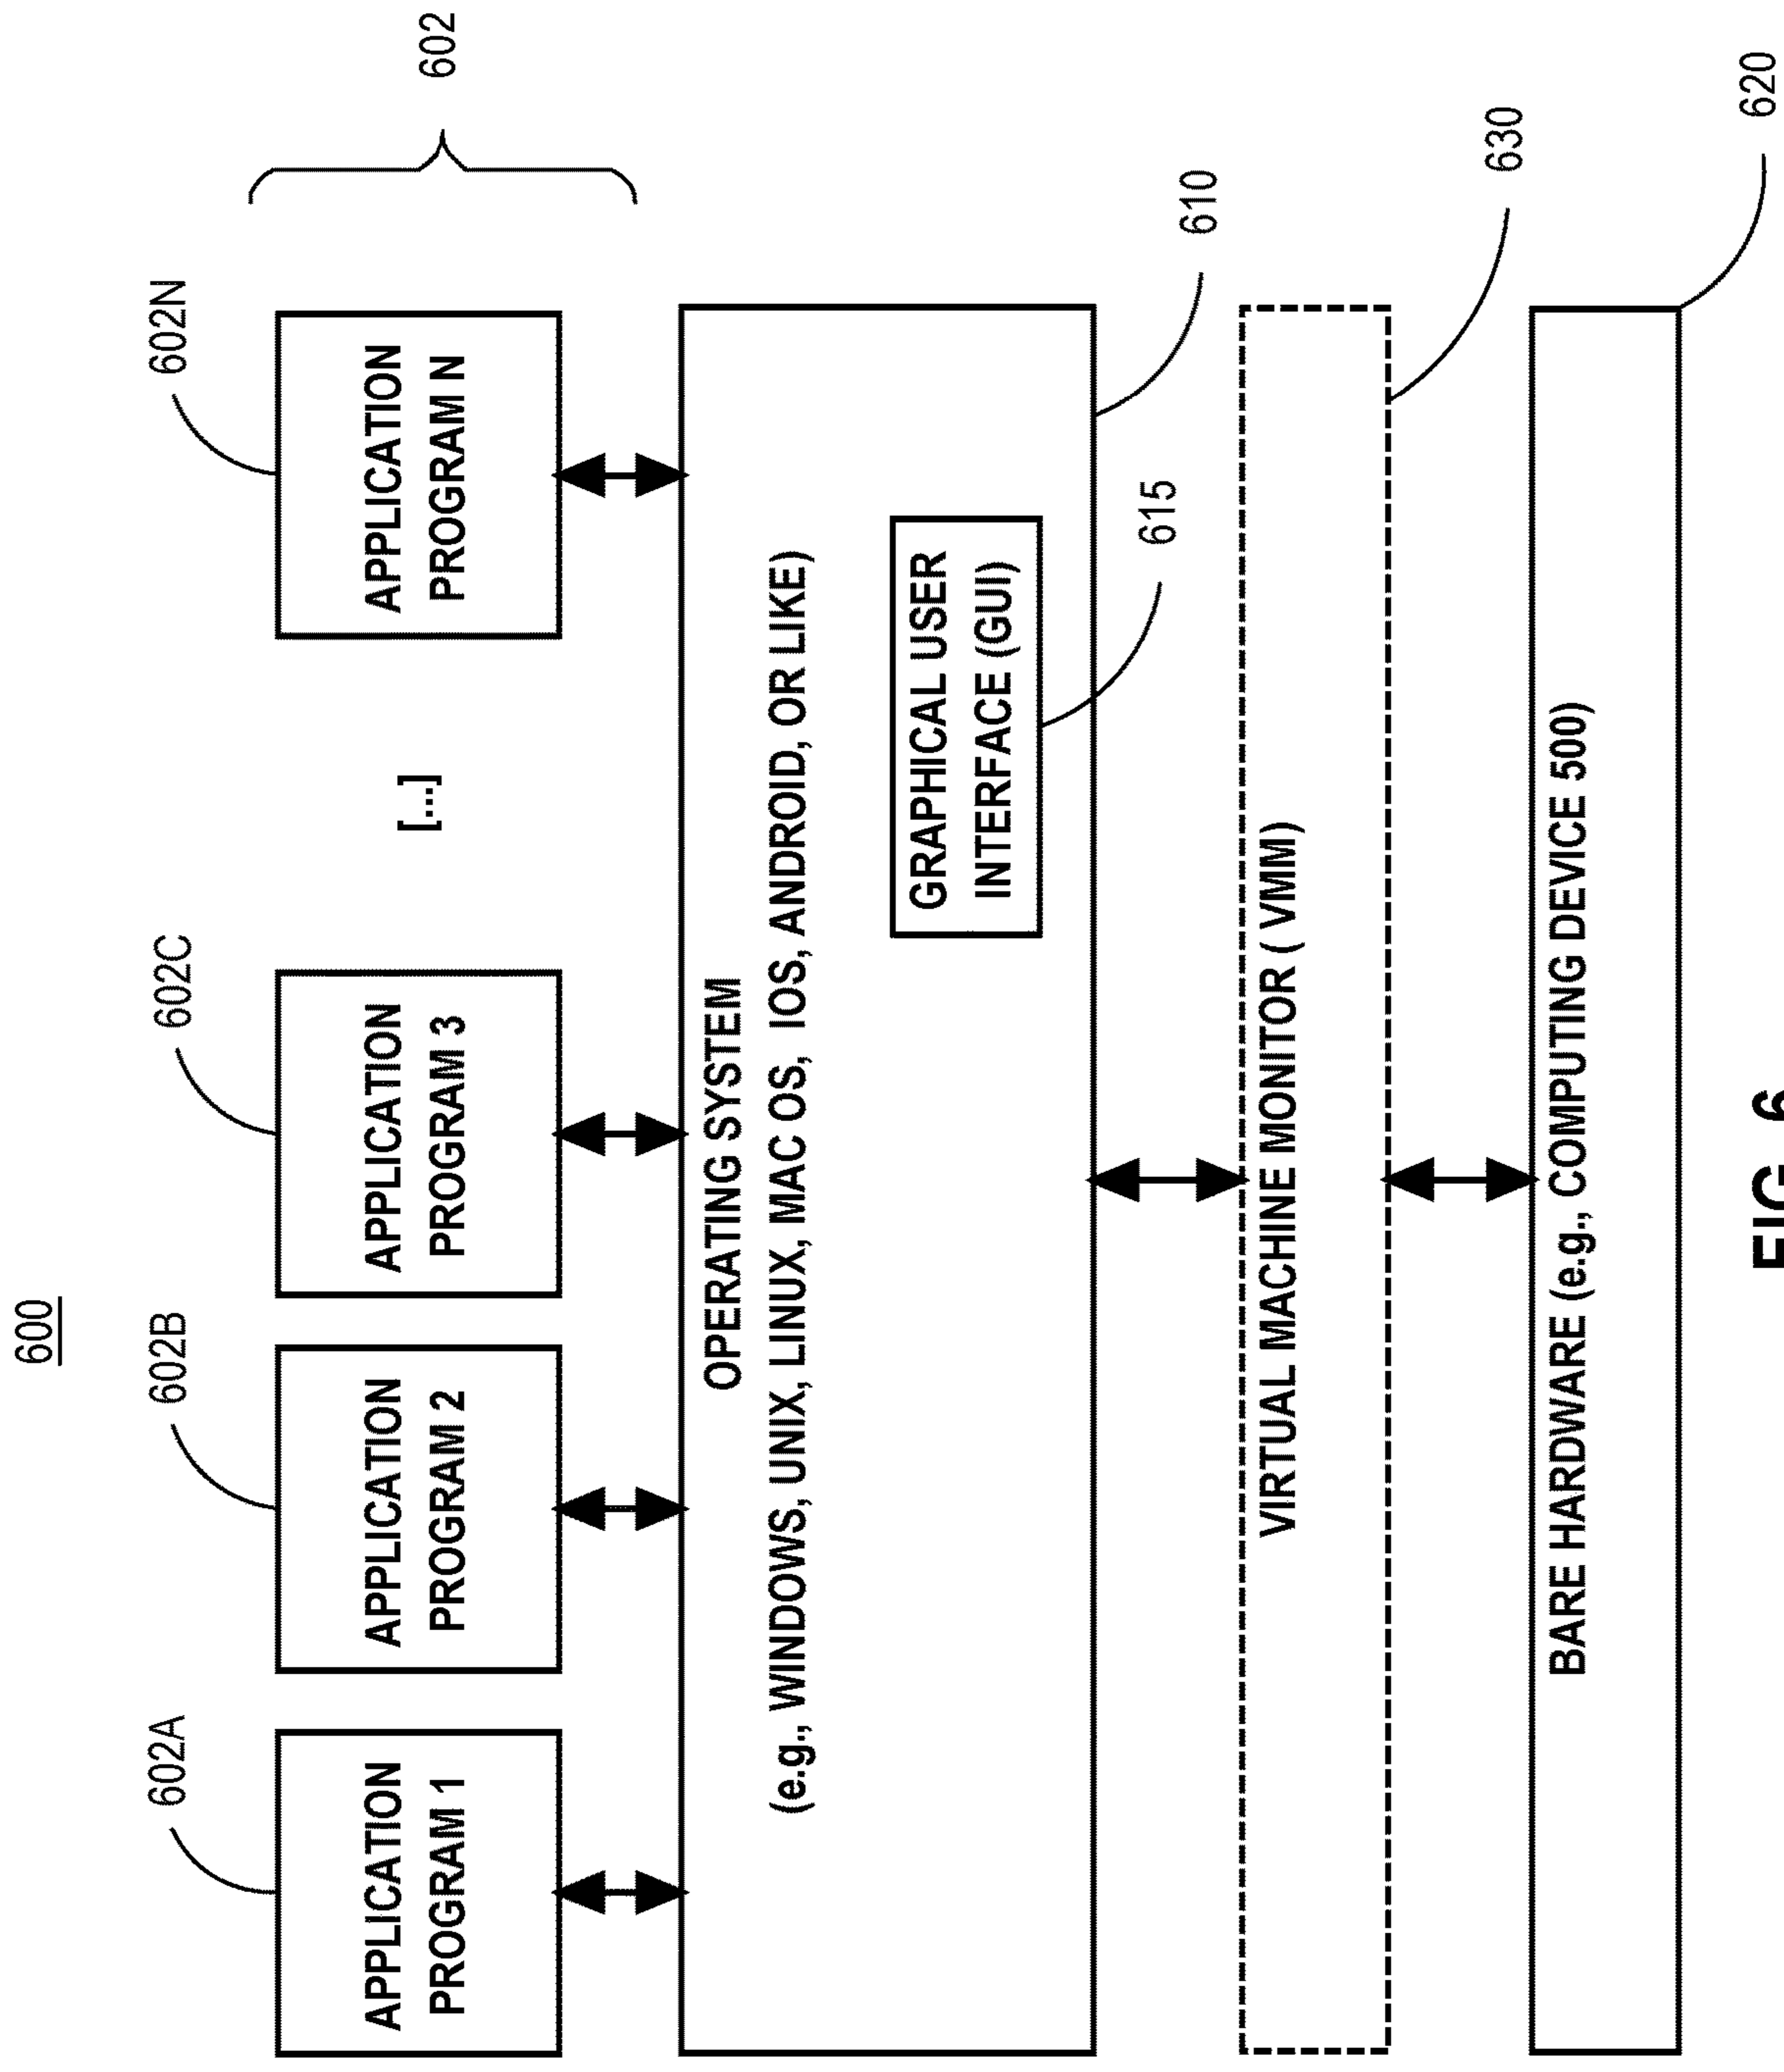 600
602A
602B
602C
602N
602
APPLICATION
PROGRAM 1
APPLICATION
PROGRAM 2
APPLICATION
PROGRAM 3
[...]
APPLICATION
PROGRAM N
OPERATING SYSTEM
(e.g., WINDOWS, UNIX, LINUX, MAC OS, IOS, ANDROID, OR LIKE)
GRAPHICAL USER
INTERFACE (GUI)
615
610
VIRTUAL MACHINE MONITOR ( VMM)
630
BARE HARDWARE (e.g., COMPUTING DEVICE 500)
620
FIG. 6